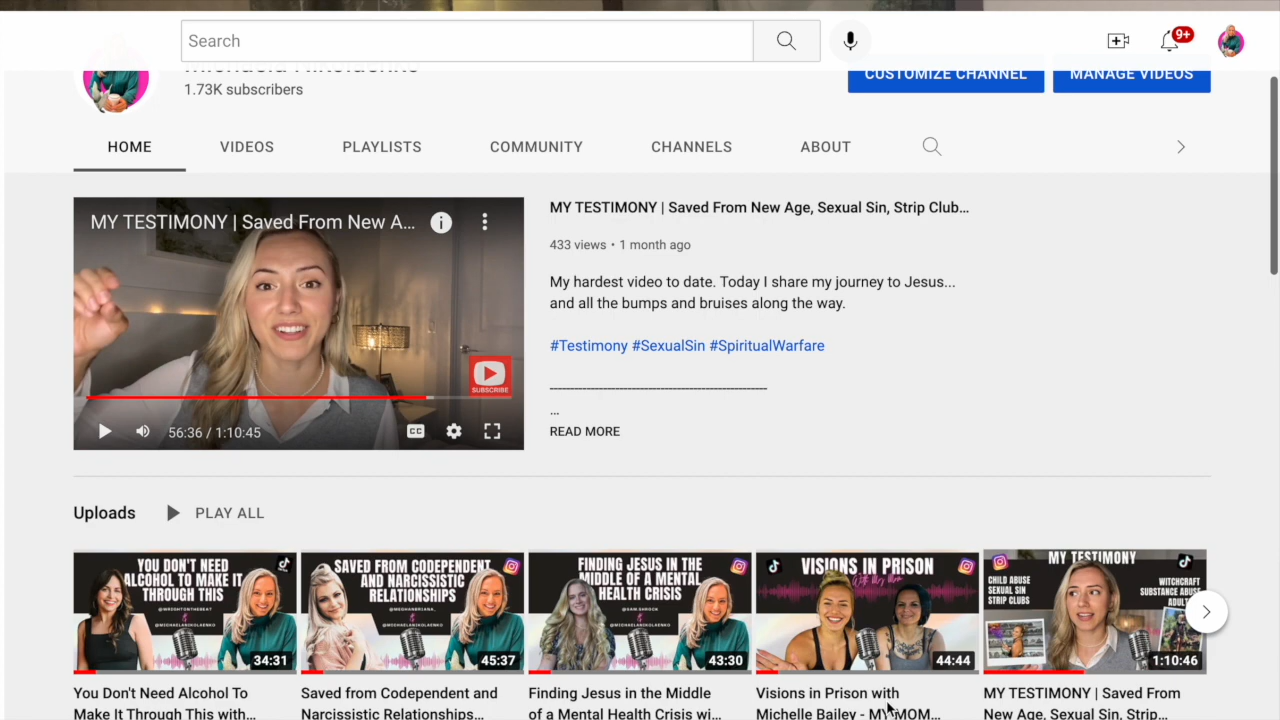 Search
9+
1.73K subscribers
CUSTOMIZE CHANNEL
MANAGE VIDEOS
HOME
VIDEOS
PLAYLISTS
COMMUNITY
CHANNELS
ABOUT
MY TESTIMONY | Saved From New A...
SUBSCRIBE
56:36 / 1:10:45
CC
MY TESTIMONY | Saved From New Age, Sexual Sin, Strip Club...
433 views • 1 month ago
My hardest video to date. Today I share my journey to Jesus...
and all the bumps and bruises along the way.
#Testimony #SexualSin #SpiritualWarfare
--------------------------------------------------------
...
READ MORE
Uploads
PLAY ALL
YOU DON'T NEED
ALCOHOL TO MAKE IT
THROUGH THIS
@MICHAELANIKOLAENKO
34:31
You Don't Need Alcohol To
Make It Through This with...
SAVED FROM CODEPENDENT
AND NARCISSISTIC
RELATIONSHIPS
@MICHAELANIKOLAENKO
45:37
Saved from Codependent and
Narcissistic Relationships...
FINDING JESUS IN THE
MIDDLE OF A MENTAL
HEALTH CRISIS
@MICHAELANIKOLAENKO
43:30
Finding Jesus in the Middle
of a Mental Health Crisis wi...
VISIONS IN PRISON
With My Mom
44:44
Visions in Prison with
Michelle Bailey - MY MOM...
MY TESTIMONY
CHILD ABUSE
SEXUAL SIN
STRIP CLUBS
WITCHCRAFT
SUBSTANCE ABUSE
1:10:46
MY TESTIMONY | Saved From
New Age, Sexual Sin, Strip...